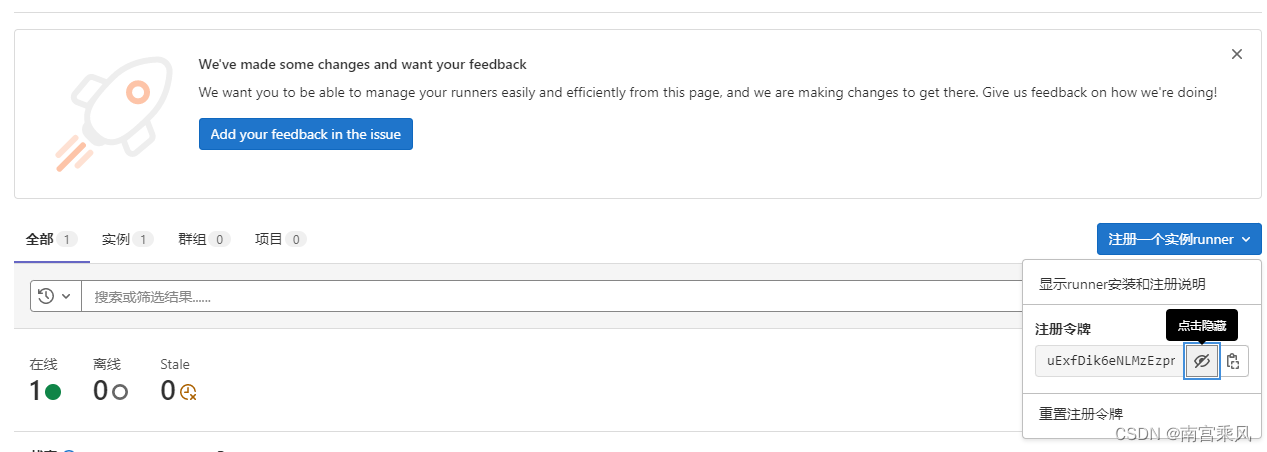 We've made some changes and want your feedback
We want you to be able to manage your runners easily and efficiently from this page, and we are making changes to get there. Give us feedback on how we're doing!
Add your feedback in the issue
全部 1 实例 1 群组 0 项目 0
注册一个实例runner
搜索或筛选结果......
显示runner安装和注册说明
注册令牌
点击隐藏
uExfDik6eNLMzEzpr
在线 离线 Stale
1 0 0
重置注册令牌
CSDN @南宫乘风